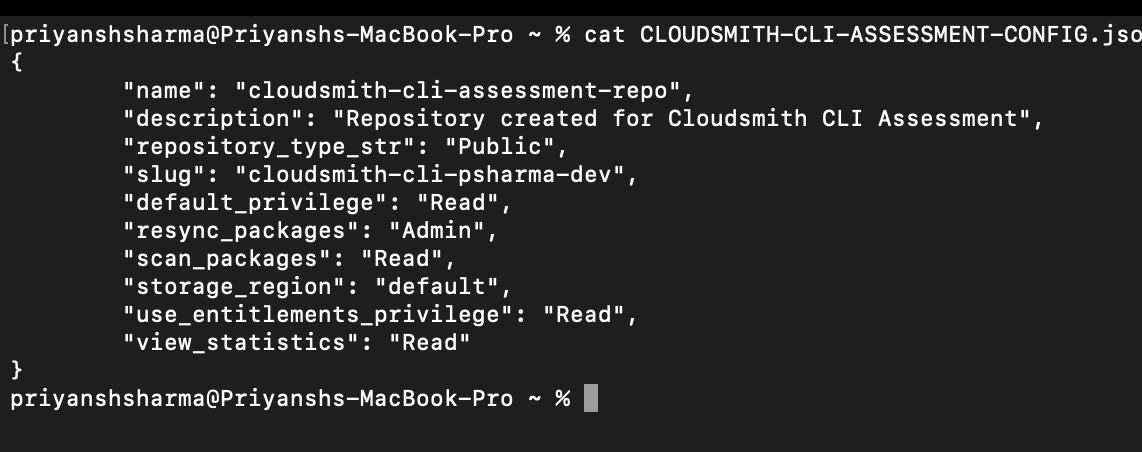 [priyanshsharma@Priyanshs-MacBook-Pro ~ % cat CLOUDSMITH-CLI-ASSESSMENT-CONFIG.jso
{
"name": "cloudsmith-cli-assessment-repo",
"description": "Repository created for Cloudsmith CLI Assessment",
"repository_type_str": "Public",
"slug": "cloudsmith-cli-psharma-dev",
"default_privilege": "Read",
"resync_packages": "Admin",
"scan_packages": "Read",
"storage_region": "default",
"use_entitlements_privilege": "Read",
"view_statistics": "Read"
}
priyanshsharma@Priyanshs-MacBook-Pro ~ %